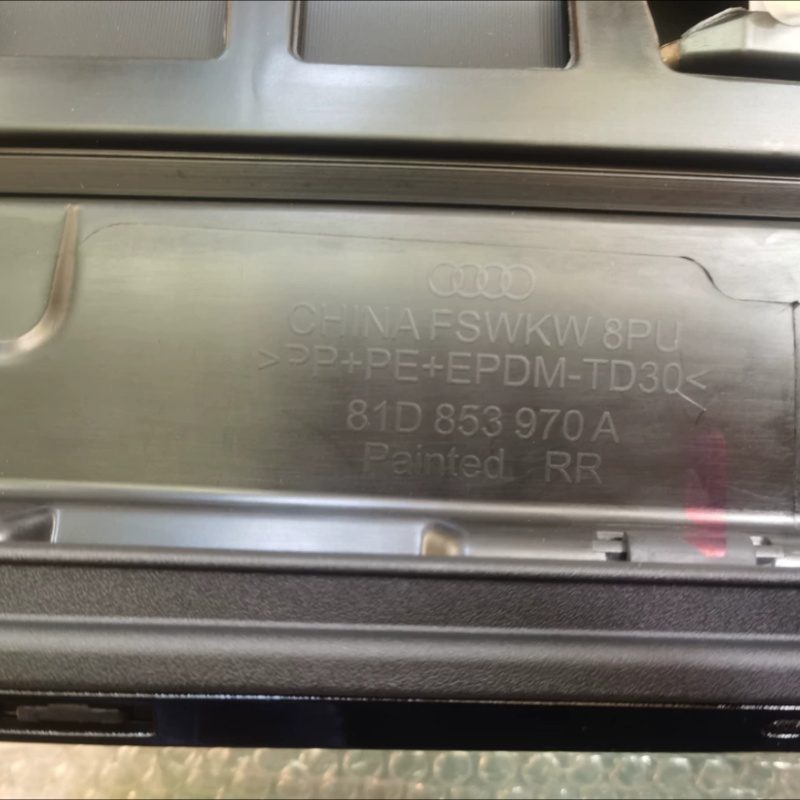 CHINA FSWKW 8PU
>PP+PE+EPDM-TD30<
81D 853 970 A
Painted RR